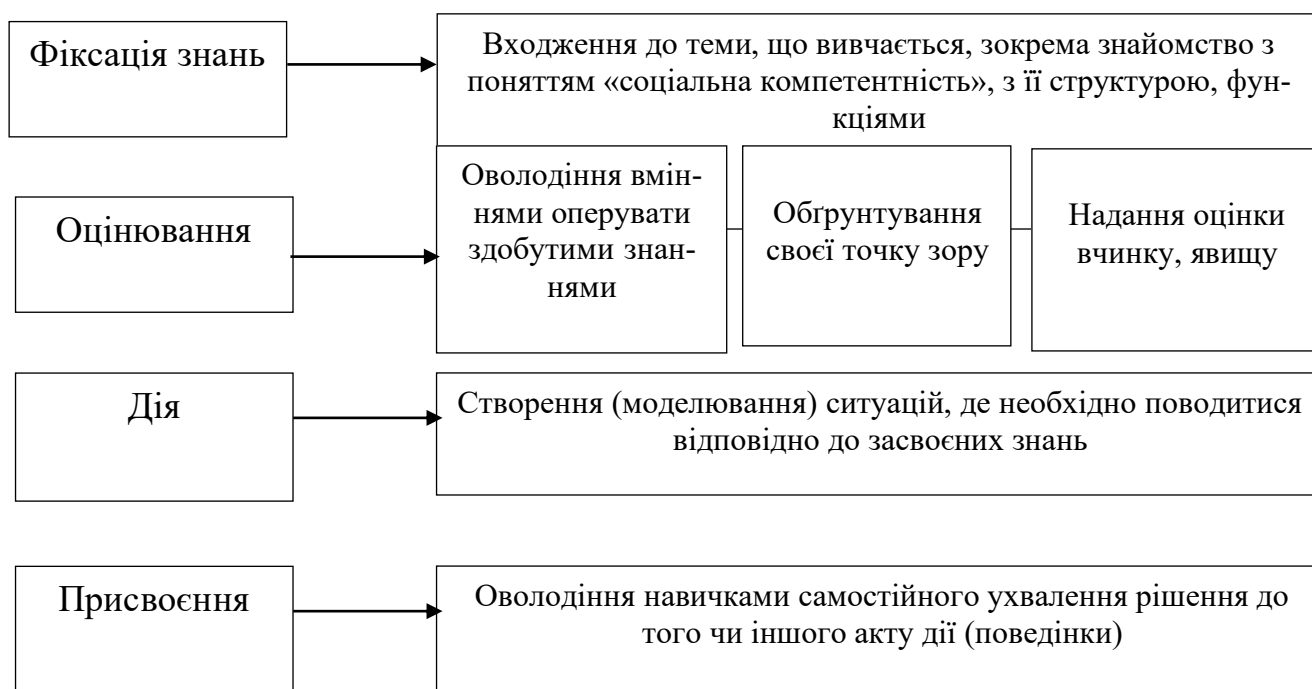 Фіксація знань
Входження до теми, що вивчається, зокрема знайомство з
поняттям «соціальна компетентність», з її структурою, фун-
кціями
Оцінювання
Оволодіння вмін-
нями оперувати
здобутими знан-
нями
Обґрунтування
своєї точку зору
Надання оцінки
вчинку, явищу
Дія
Створення (моделювання) ситуацій, де необхідно поводитися
відповідно до засвоєних знань
Присвоєння
Оволодіння навичками самостійного ухвалення рішення до
того чи іншого акту дії (поведінки)